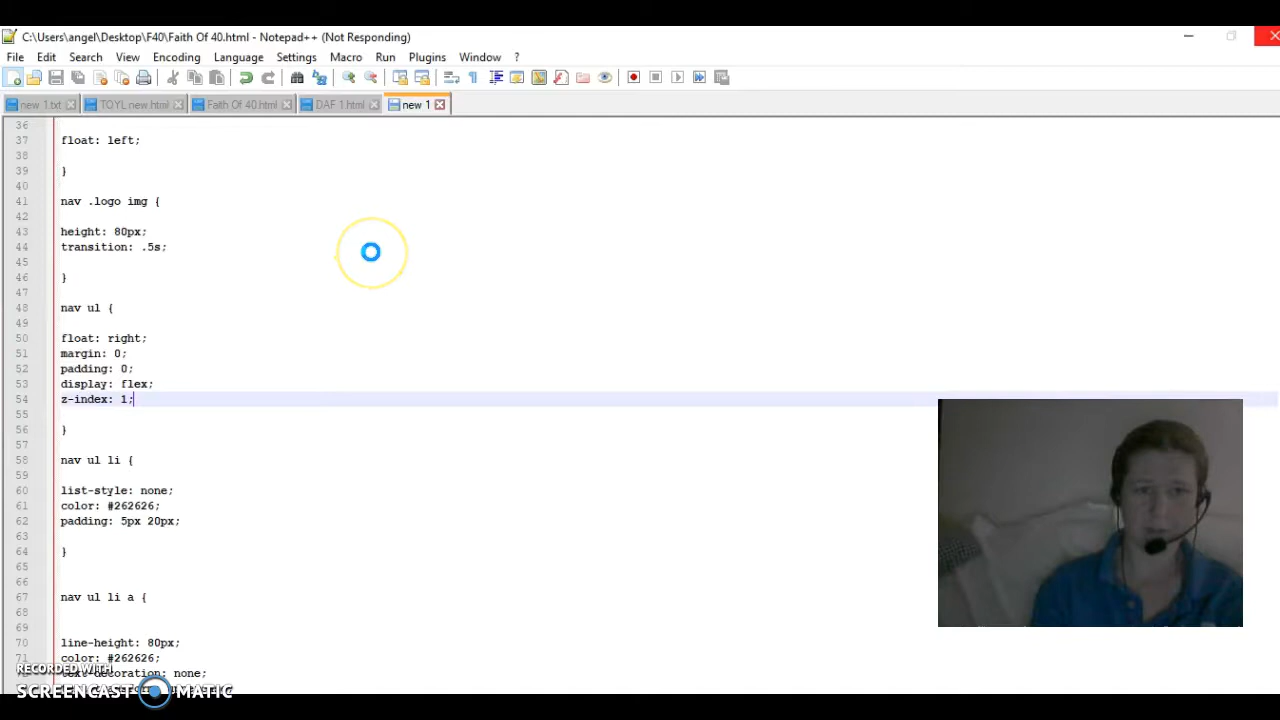 C:\Users\angel\Desktop\F40\Faith Of 40.html - Notepad++ (Not Responding)
File Edit Search View Encoding Language Settings Macro Run Plugins Window ?
new 1.txt TOYL new.html Faith Of 40.html DAF 1.html new 1
36
37 float: left;
38
39 }
40
41 nav .logo img {
42
43 height: 80px;
44 transition: .5s;
45
46 }
47
48 nav ul {
49
50 float: right;
51 margin: 0;
52 padding: 0;
53 display: flex;
54 z-index: 1;
55
56 }
57
58 nav ul li {
59
60 list-style: none;
61 color: #262626;
62 padding: 5px 20px;
63
64 }
65
66
67 nav ul li a {
68
69
70 line-height: 80px;
71 color: #262626;
text-decoration: none;
RECORDED WITH
SCREENCAST MATIC